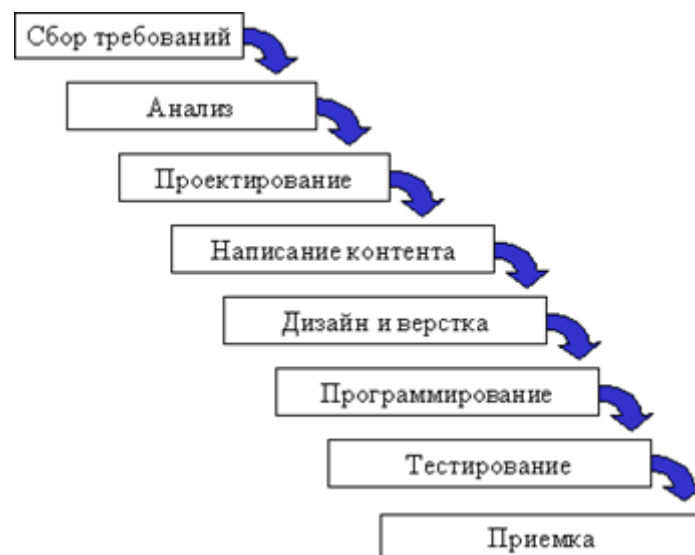 Сбор требований
Анализ
Проектирование
Написание контента
Дизайн и верстка
Программирование
Тестирование
Приемка